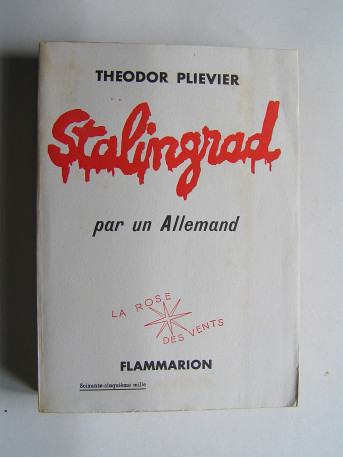 THEODOR PLIEVIER
Stalingrad
par un Allemand
LA ROSE
DES VENTS
FLAMMARION
Soixante-cinquième mille